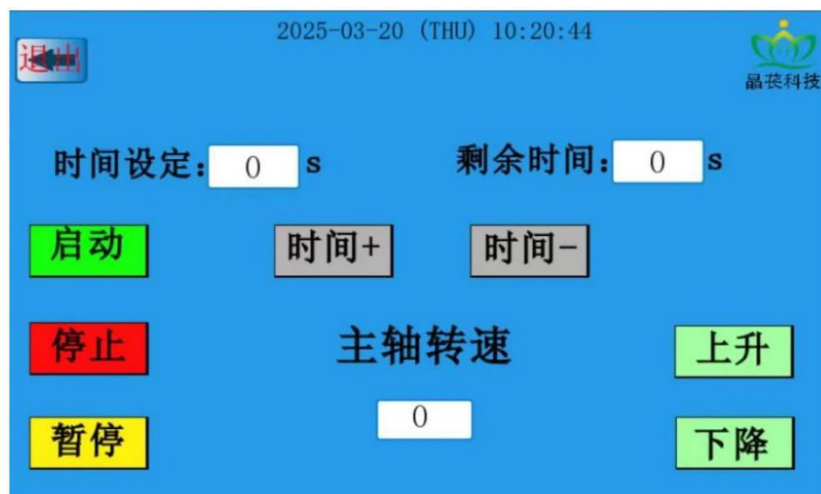 2025-03-20 (THU) 10:20:44
退出
晶茯科技
时间设定: 0 s
剩余时间: 0 s
启动
时间+
时间-
停止
主轴转速
上升
暂停
0
下降